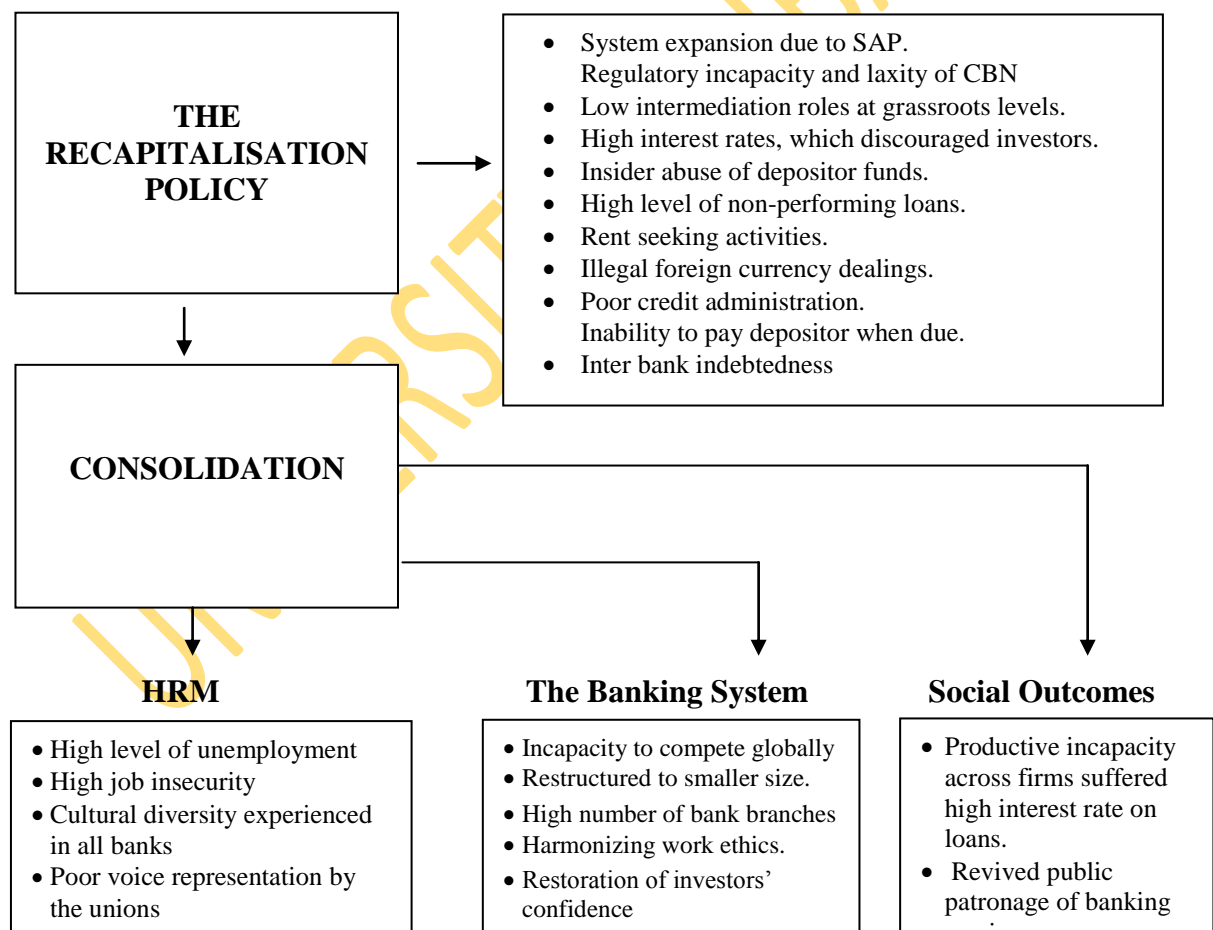 THE
RECAPITALISATION
POLICY
• System expansion due to SAP.
Regulatory incapacity and laxity of CBN
• Low intermediation roles at grassroots levels.
• High interest rates, which discouraged investors.
• Insider abuse of depositor funds.
• High level of non-performing loans.
• Rent seeking activities.
• Illegal foreign currency dealings.
• Poor credit administration.
Inability to pay depositor when due.
• Inter bank indebtedness
CONSOLIDATION
HRM
• High level of unemployment
• High job insecurity
• Cultural diversity experienced
in all banks
• Poor voice representation by
the unions
The Banking System
• Incapacity to compete globally
• Restructured to smaller size.
• High number of bank branches
• Harmonizing work ethics.
• Restoration of investors'
confidence
Social Outcomes
• Productive incapacity
across firms suffered
high interest rate on
loans.
• Revived public
patronage of banking